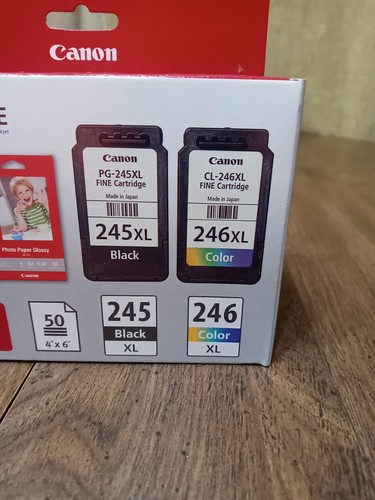 Canon
E
Canon
PG-245XL
FINE Cartridge
Made in Japan
245XL
Black
Canon
CL-246XL
FINE Cartridge
Made in Japan
246XL
Color
Photo Paper Glossy
Canon
50
4" x 6"
245
Black
XL
246
Color
XL